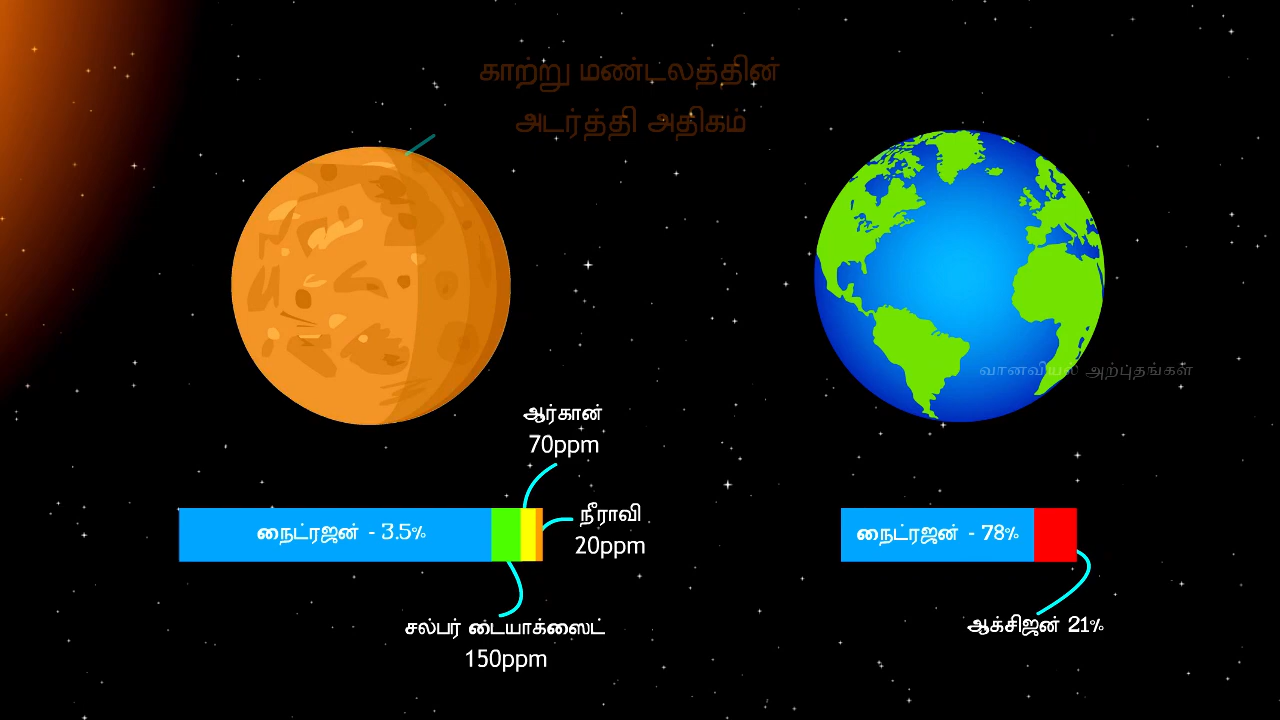 காற்று மண்டலத்தின்
அடர்த்தி அதிகம்
வானவியல் அற்புதங்கள்
ஆர்கான்
70ppm
நைட்ரஜன் - 3.5%
நீராவி
20ppm
சல்பர் டையாக்ஸைட்
150ppm
நைட்ரஜன் - 78%
ஆக்சிஜன் 21%